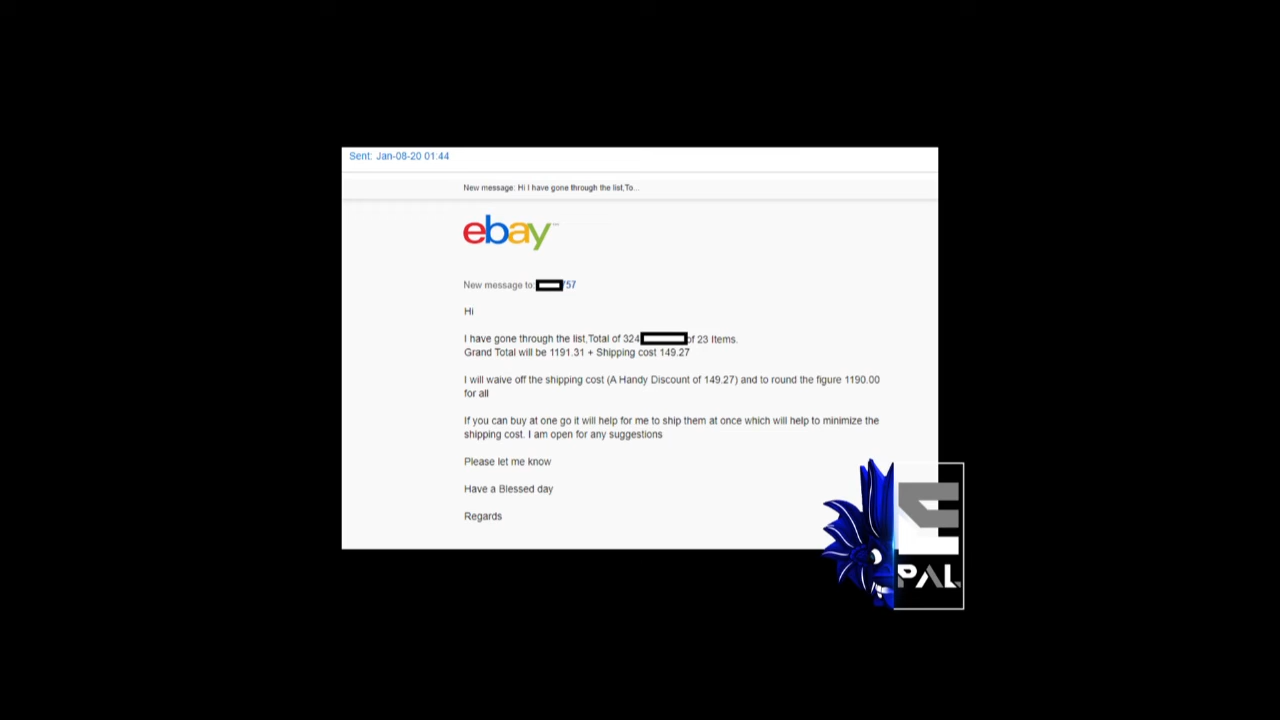 Sent: Jan-08-20 01:44
New message: Hi I have gone through the list,To...
ebay™
New message to 757
Hi
I have gone through the list,Total of 324 of 23 Items.
Grand Total will be 1191.31 + Shipping cost 149.27
I will waive off the shipping cost (A Handy Discount of 149.27) and to round the figure 1190.00
for all
If you can buy at one go it will help for me to ship them at once which will help to minimize the
shipping cost. I am open for any suggestions
Please let me know
Have a Blessed day
Regards
E
PAL